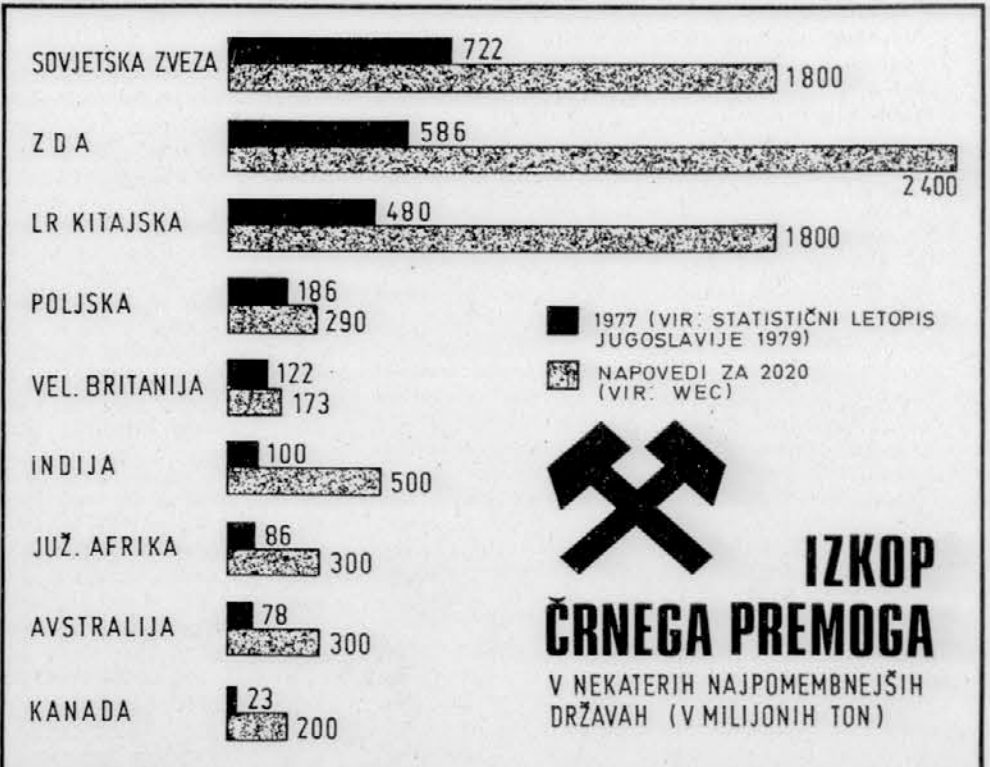 SOVJETSKA ZVEZA
722
1800
ZDA
586
2400
LR KITAJSKA
480
1800
POLJSKA
186
290
VEL. BRITANIJA
122
173
INDIJA
100
500
JUŽ. AFRIKA
86
300
AVSTRALIJA
78
300
KANADA
23
200
1977 (VIR: STATISTIČNI LETOPIS
JUGOSLAVIJE 1979)
NAPOVEDI ZA 2020
(VIR: WEC)
IZKOP
ČRNEGA PREMOGA
V NEKATERIH NAJPOMEMBNEJŠIH
DRŽAVAH (V MILIJONIH TON)